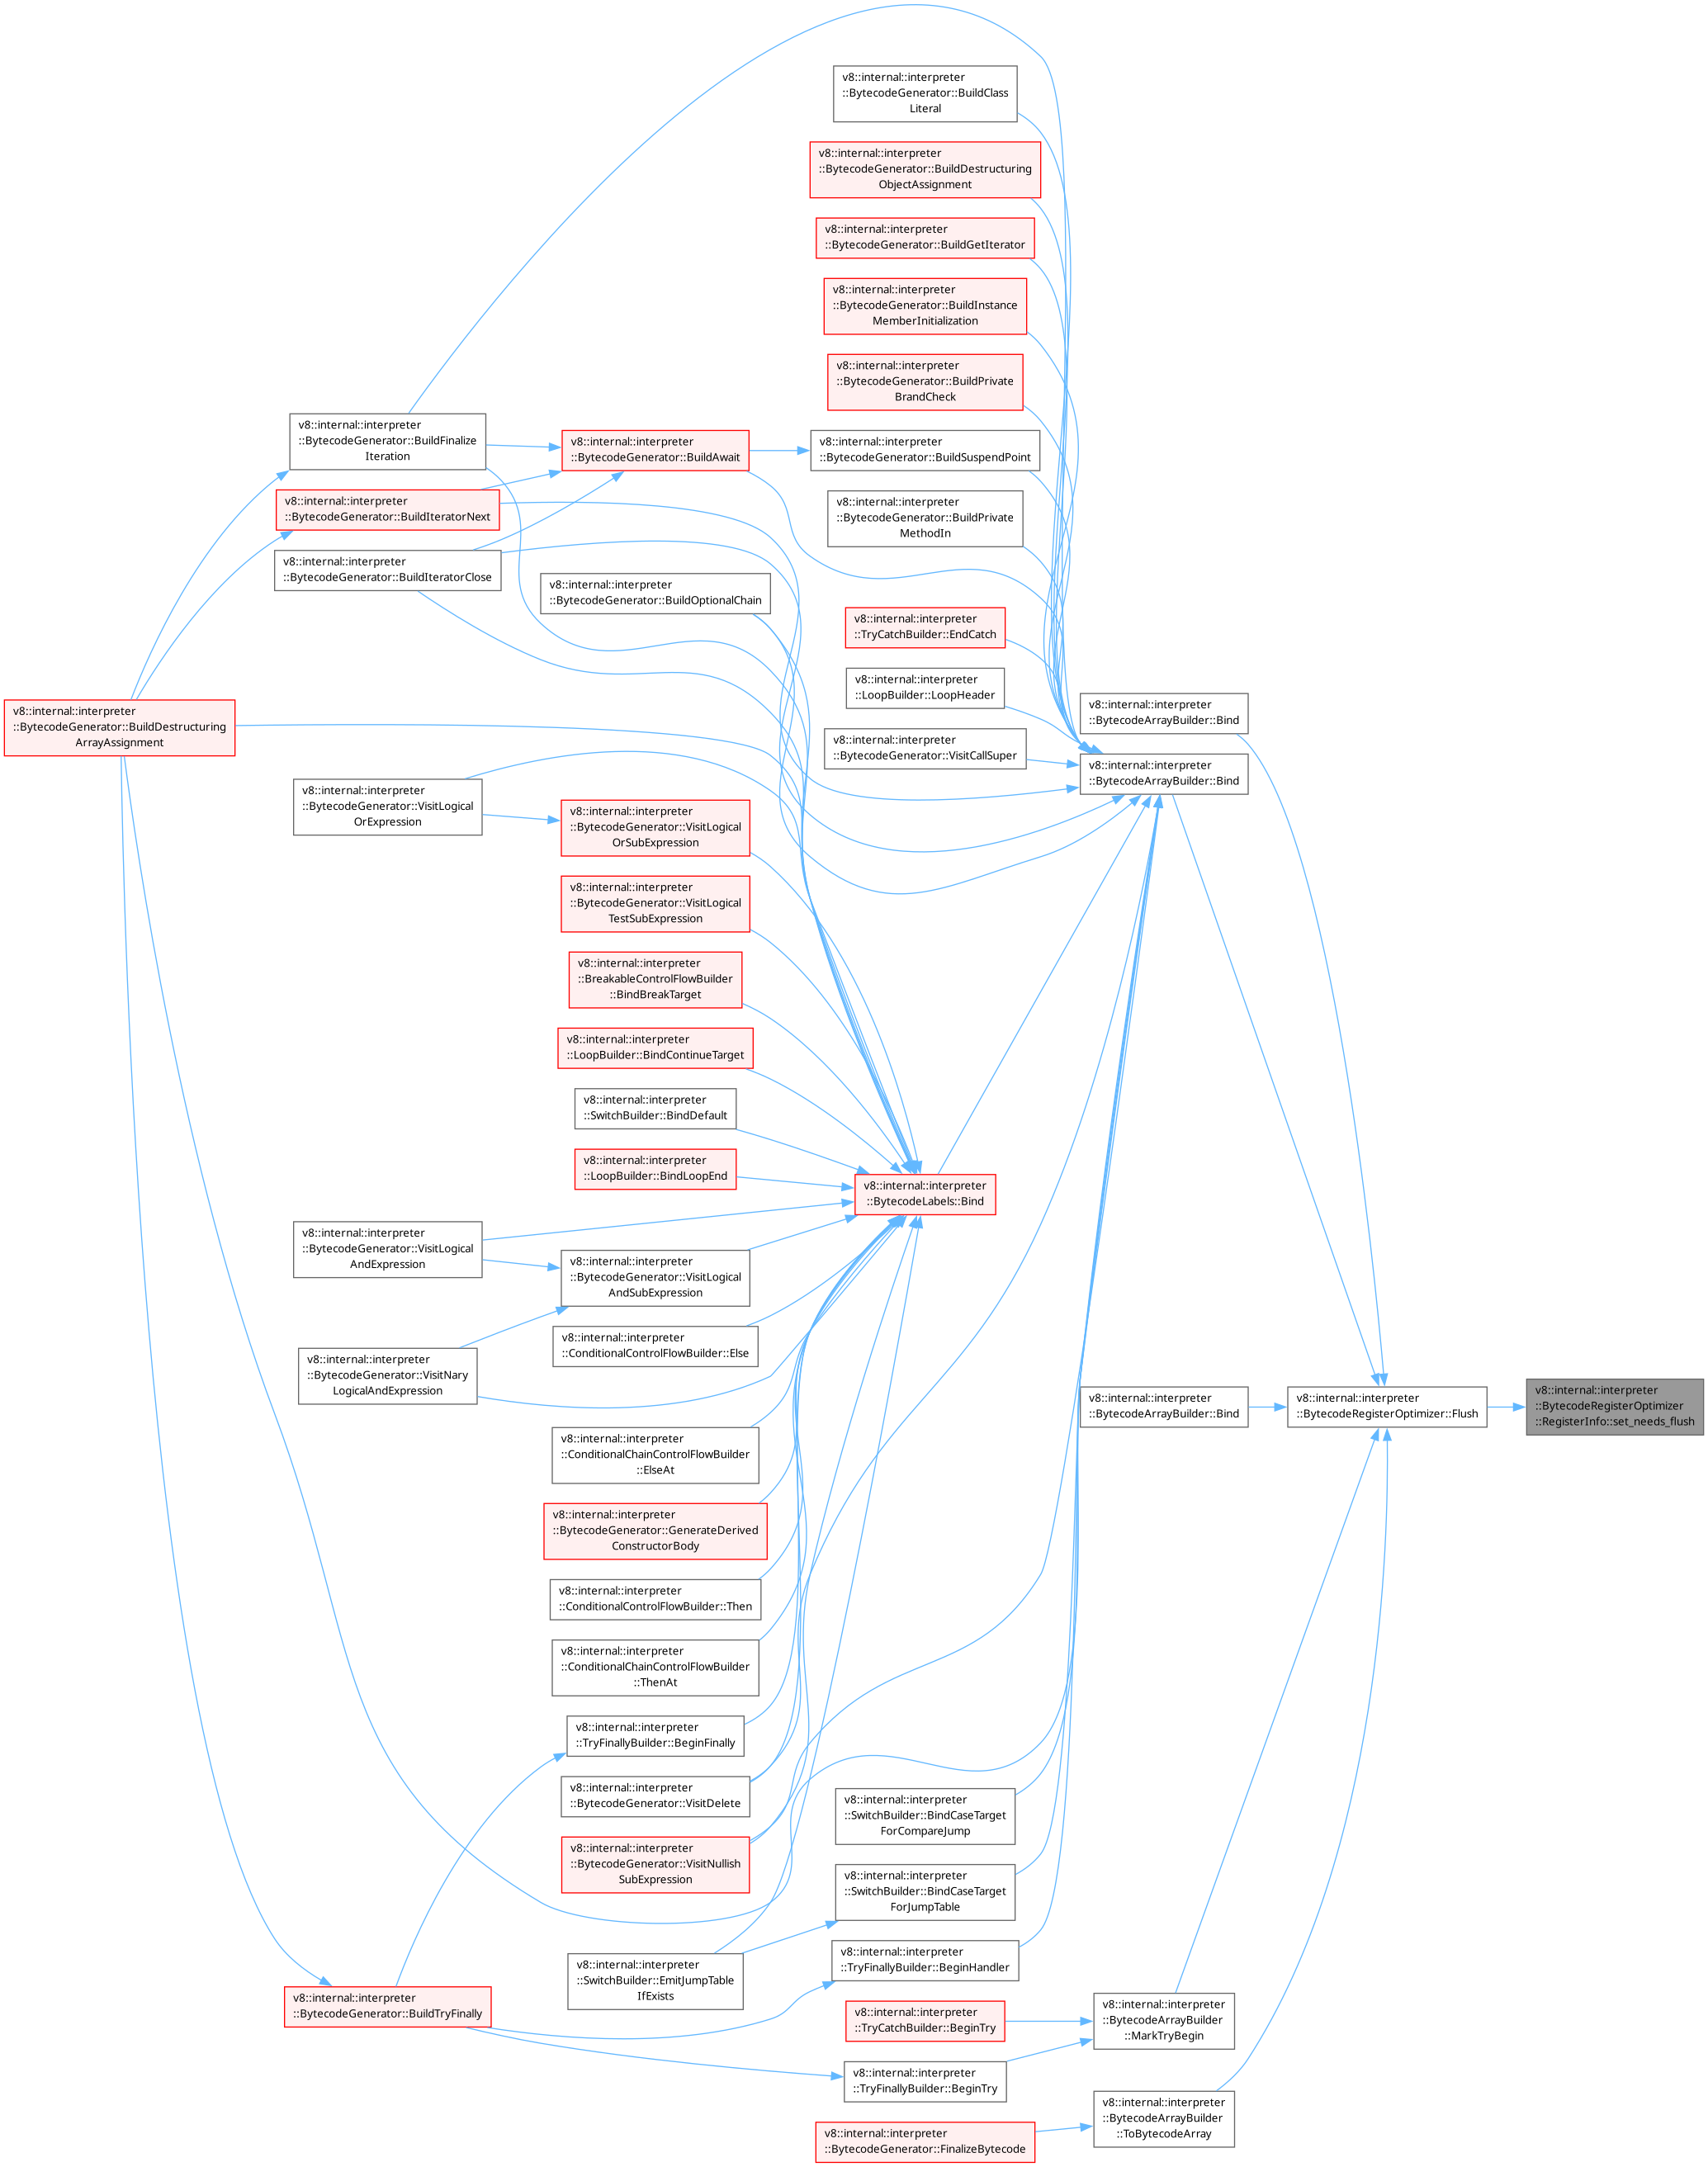 v8::internal::interpreter
::BytecodeGenerator::BuildClass
Literal
v8::internal::interpreter
::BytecodeGenerator::BuildDestructuring
ObjectAssignment
v8::internal::interpreter
::BytecodeGenerator::BuildGetIterator
v8::internal::interpreter
::BytecodeGenerator::BuildInstance
MemberInitialization
v8::internal::interpreter
::BytecodeGenerator::BuildPrivate
BrandCheck
v8::internal::interpreter
::BytecodeGenerator::BuildFinalize
Iteration
v8::internal::interpreter
::BytecodeGenerator::BuildAwait
v8::internal::interpreter
::BytecodeGenerator::BuildSuspendPoint
v8::internal::interpreter
::BytecodeGenerator::BuildIteratorNext
v8::internal::interpreter
::BytecodeGenerator::BuildPrivate
MethodIn
v8::internal::interpreter
::BytecodeGenerator::BuildIteratorClose
v8::internal::interpreter
::BytecodeGenerator::BuildOptionalChain
v8::internal::interpreter
::TryCatchBuilder::EndCatch
v8::internal::interpreter
::LoopBuilder::LoopHeader
v8::internal::interpreter
::BytecodeArrayBuilder::Bind
v8::internal::interpreter
::BytecodeGenerator::BuildDestructuring
ArrayAssignment
v8::internal::interpreter
::BytecodeGenerator::VisitCallSuper
v8::internal::interpreter
::BytecodeArrayBuilder::Bind
v8::internal::interpreter
::BytecodeGenerator::VisitLogical
OrExpression
v8::internal::interpreter
::BytecodeGenerator::VisitLogical
OrSubExpression
v8::internal::interpreter
::BytecodeGenerator::VisitLogical
TestSubExpression
v8::internal::interpreter
::BreakableControlFlowBuilder
::BindBreakTarget
v8::internal::interpreter
::LoopBuilder::BindContinueTarget
v8::internal::interpreter
::SwitchBuilder::BindDefault
v8::internal::interpreter
::LoopBuilder::BindLoopEnd
v8::internal::interpreter
::BytecodeLabels::Bind
v8::internal::interpreter
::BytecodeGenerator::VisitLogical
AndExpression
v8::internal::interpreter
::BytecodeGenerator::VisitLogical
AndSubExpression
v8::internal::interpreter
::ConditionalControlFlowBuilder::Else
v8::internal::interpreter
::BytecodeGenerator::VisitNary
LogicalAndExpression
v8::internal::interpreter
::BytecodeArrayBuilder::Bind
v8::internal::interpreter
::BytecodeRegisterOptimizer::Flush
v8::internal::interpreter
::BytecodeRegisterOptimizer
::RegisterInfo::set_needs_flush
v8::internal::interpreter
::ConditionalChainControlFlowBuilder
::ElseAt
v8::internal::interpreter
::BytecodeGenerator::GenerateDerived
ConstructorBody
v8::internal::interpreter
::ConditionalControlFlowBuilder::Then
v8::internal::interpreter
::ConditionalChainControlFlowBuilder
::ThenAt
v8::internal::interpreter
::TryFinallyBuilder::BeginFinally
v8::internal::interpreter
::BytecodeGenerator::VisitDelete
v8::internal::interpreter
::SwitchBuilder::BindCaseTarget
ForCompareJump
v8::internal::interpreter
::BytecodeGenerator::VisitNullish
SubExpression
v8::internal::interpreter
::SwitchBuilder::BindCaseTarget
ForJumpTable
v8::internal::interpreter
::SwitchBuilder::EmitJumpTable
IfExists
v8::internal::interpreter
::TryFinallyBuilder::BeginHandler
v8::internal::interpreter
::BytecodeGenerator::BuildTryFinally
v8::internal::interpreter
::TryCatchBuilder::BeginTry
v8::internal::interpreter
::BytecodeArrayBuilder
::MarkTryBegin
v8::internal::interpreter
::TryFinallyBuilder::BeginTry
v8::internal::interpreter
::BytecodeArrayBuilder
::ToBytecodeArray
v8::internal::interpreter
::BytecodeGenerator::FinalizeBytecode